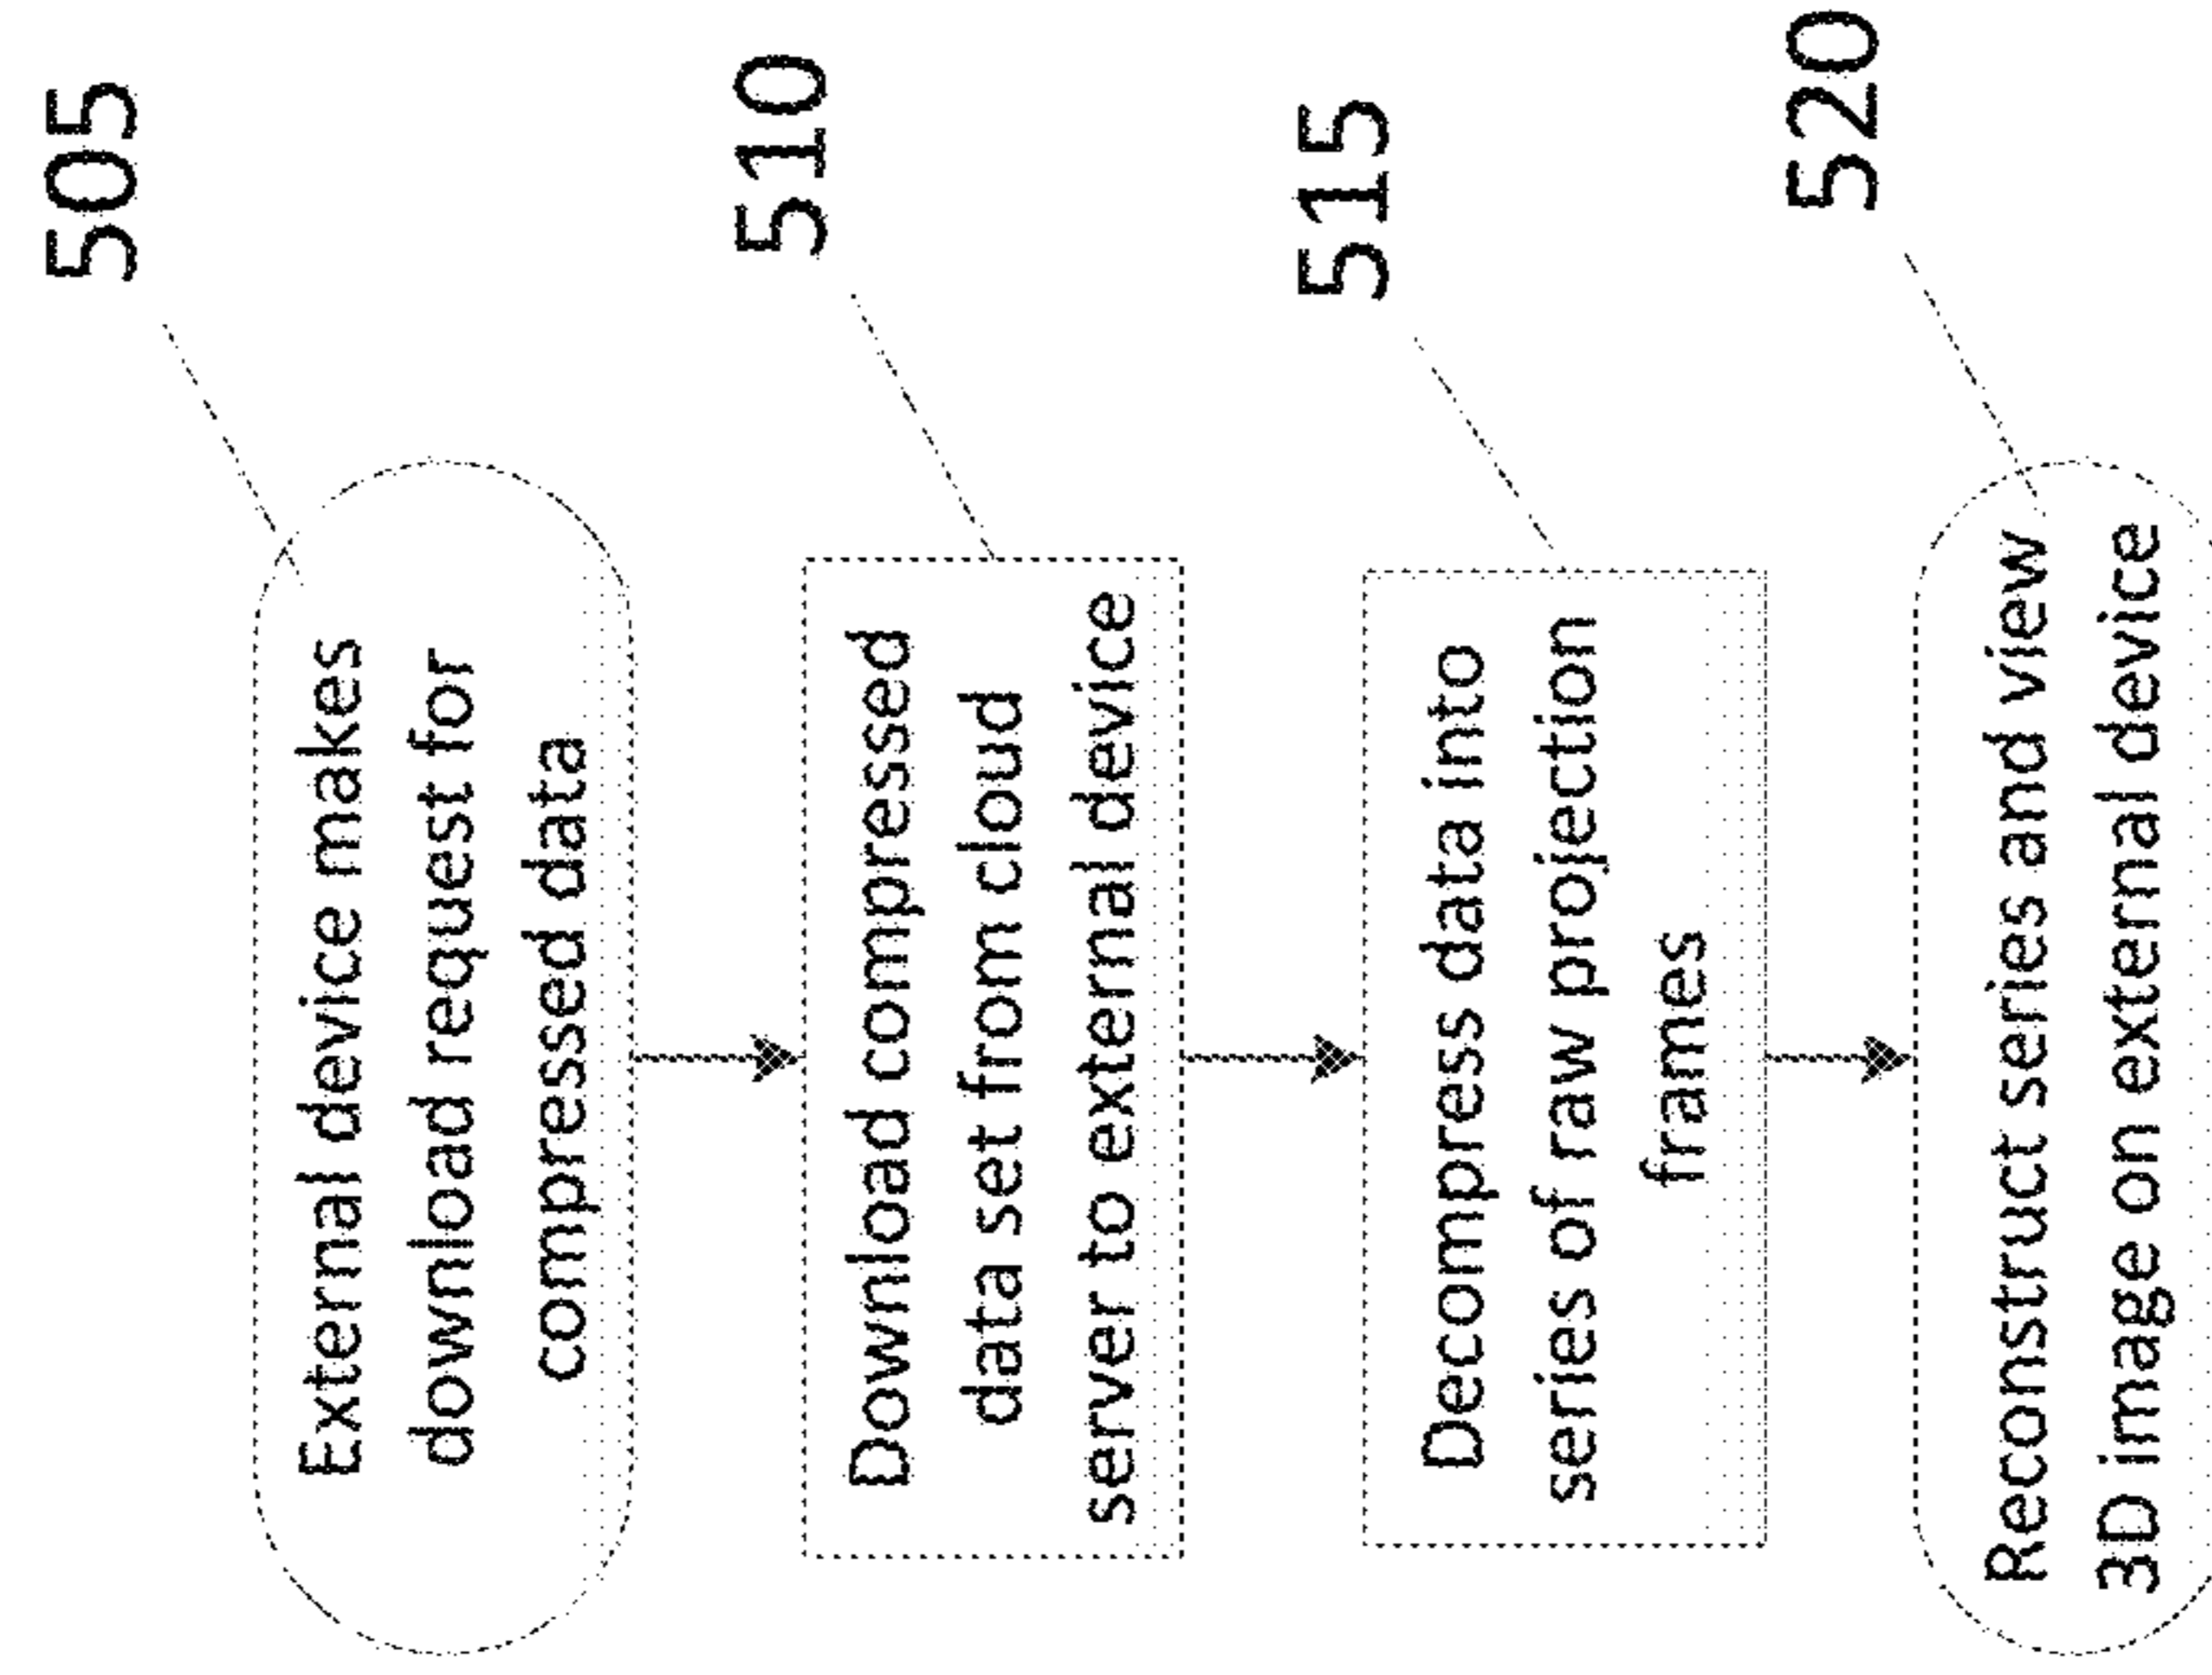 External device makes
download request for
compressed data
505
Download compressed
data set from cloud
server to external device
510
Decompress data into
series of raw projection
frames
515
Reconstruct series and view
3D image on external device
520